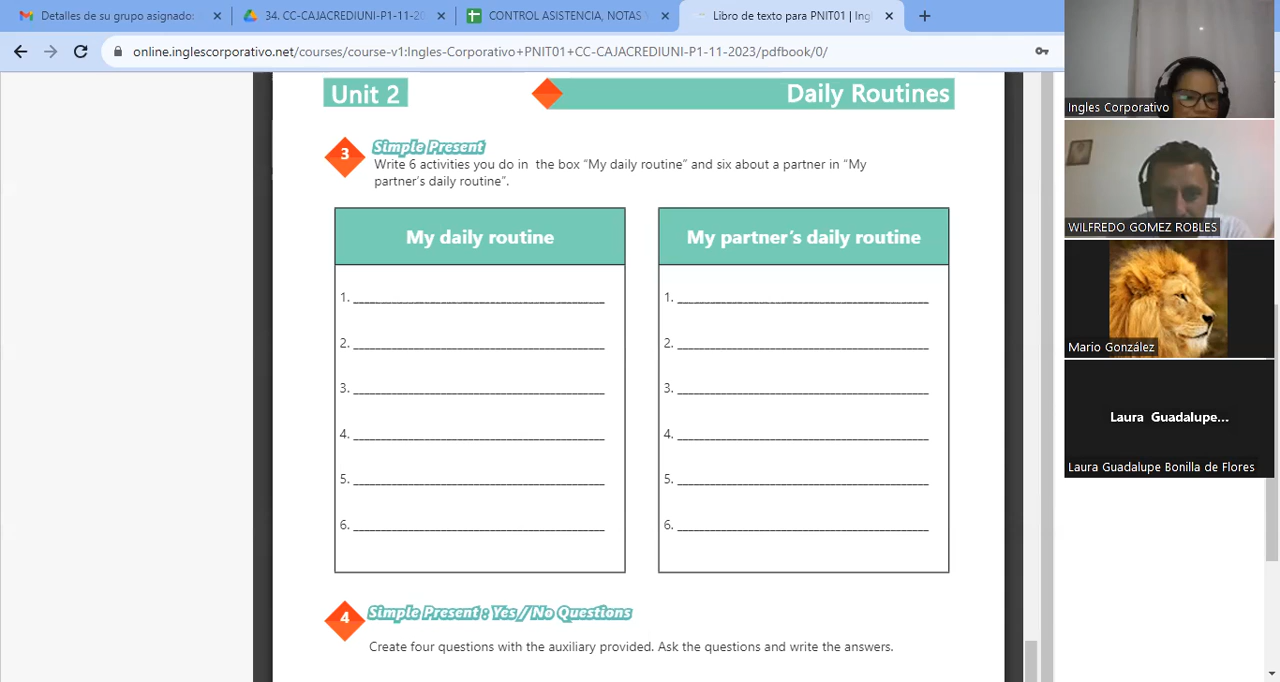 Detalles de su grupo asignado:
34. CC-CAJACREDIUNI-P1-11-20
CONTROL ASISTENCIA, NOTAS
Libro de texto para PNIT01 | Ing
online.inglescorporativo.net/courses/course-v1:Ingles-Corporativo+PNIT01+CC-CAJACREDIUNI-P1-11-2023/pdfbook/0/
Unit 2
Daily Routines
3
Simple Present
Write 6 activities you do in the box “My daily routine” and six about a partner in “My
partner’s daily routine”.
My daily routine
1.
2.
3.
4.
5.
6.
My partner’s daily routine
1.
2.
3.
4.
5.
6.
4
Simple Present : Yes/No Questions
Create four questions with the auxiliary provided. Ask the questions and write the answers.
Ingles Corporativo
WILFREDO GOMEZ ROBLES
Mario González
Laura Guadalupe...
Laura Guadalupe Bonilla de Flores